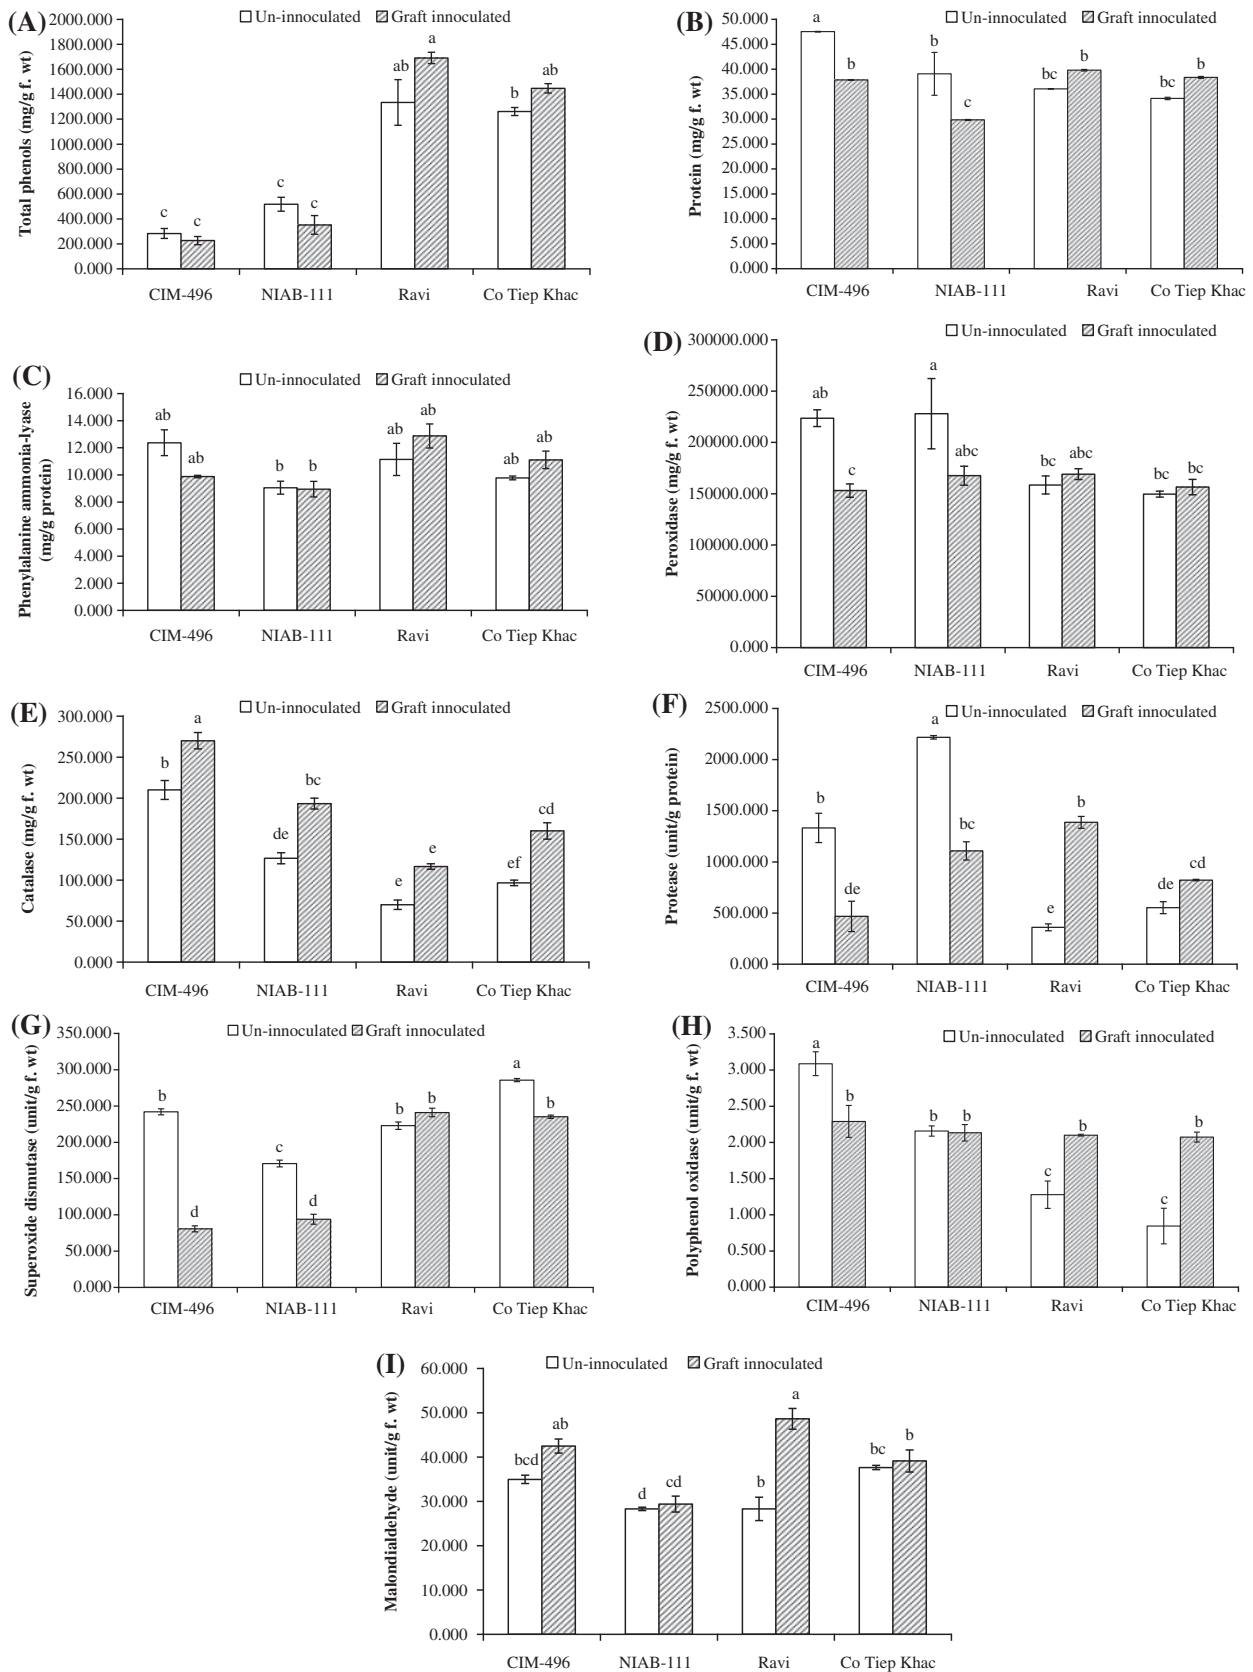 (A)
Un-innoculated Graft innoculated
Total phenols (mg/g f. wt)
2000.000
1800.000
1600.000
1400.000
1200.000
1000.000
800.000
600.000
400.000
200.000
0.000
c c c c ab a b ab
CIM-496 NIAB-111 Ravi Co Tiep Khac
(B)
Un-innoculated Graft innoculated
Protein (mg/g f. wt)
50.000
45.000
40.000
35.000
30.000
25.000
20.000
15.000
10.000
5.000
0.000
a b b c bc b bc b
CIM-496 NIAB-111 Ravi Co Tiep Khac
(C)
Un-innoculated Graft innoculated
Phenylalanine ammonia-lyase
(mg/g protein)
16.000
14.000
12.000
10.000
8.000
6.000
4.000
2.000
0.000
ab ab b b ab ab ab ab
CIM-496 NIAB-111 Ravi Co Tiep Khac
(D)
Un-innoculated Graft innoculated
Peroxidase (mg/g f. wt)
300000.000
250000.000
200000.000
150000.000
100000.000
50000.000
0.000
ab c a abc bc abc bc bc
CIM-496 NIAB-111 Ravi Co Tiep Khac
(E)
Un-innoculated Graft innoculated
Catalase (mg/g f. wt)
300.000
250.000
200.000
150.000
100.000
50.000
0.000
b a de bc e e ef cd
CIM-496 NIAB-111 Ravi Co Tiep Khac
(F)
Un-innoculated Graft innoculated
Protease (unit/g protein)
2500.000
2000.000
1500.000
1000.000
500.000
0.000
b de a bc e b de cd
CIM-496 NIAB-111 Ravi Co Tiep Khac
(G)
Un-innoculated Graft innoculated
Superoxide dismutase (unit/g f. wt)
350.000
300.000
250.000
200.000
150.000
100.000
50.000
0.000
b d c d b b a b
CIM-496 NIAB-111 Ravi Co Tiep Khac
(H)
Un-innoculated Graft innoculated
Polyphenol oxidase (unit/g f. wt)
3.500
3.000
2.500
2.000
1.500
1.000
0.500
0.000
a b b b c b c b
CIM-496 NIAB-111 Ravi Co Tiep Khac
(I)
Un-innoculated Graft innoculated
Malondialdehyde (unit/g f. wt)
60.000
50.000
40.000
30.000
20.000
10.000
0.000
bcd ab d cd b a bc b
CIM-496 NIAB-111 Ravi Co Tiep Khac